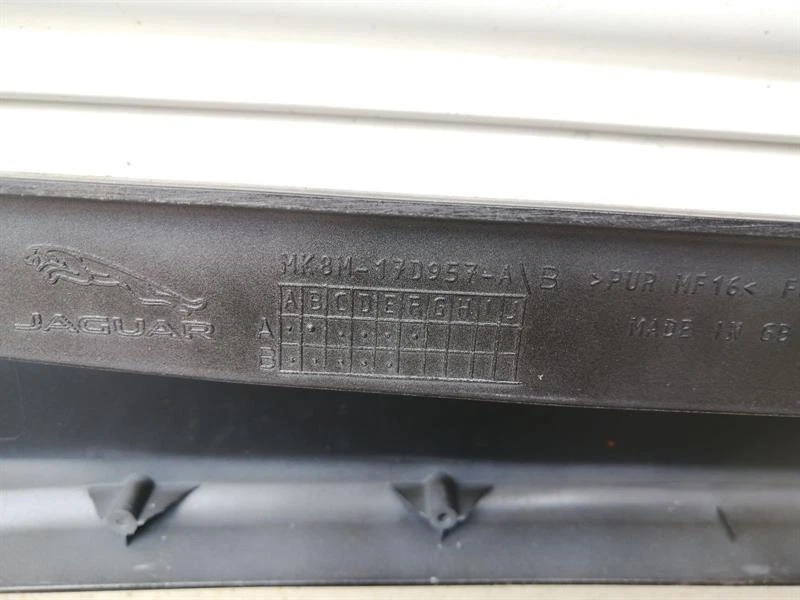 JAGUAR
MK8M-17D957-A\B >PUR MF16< F
A B C D E F G H I J
A
B
MADE IN GB